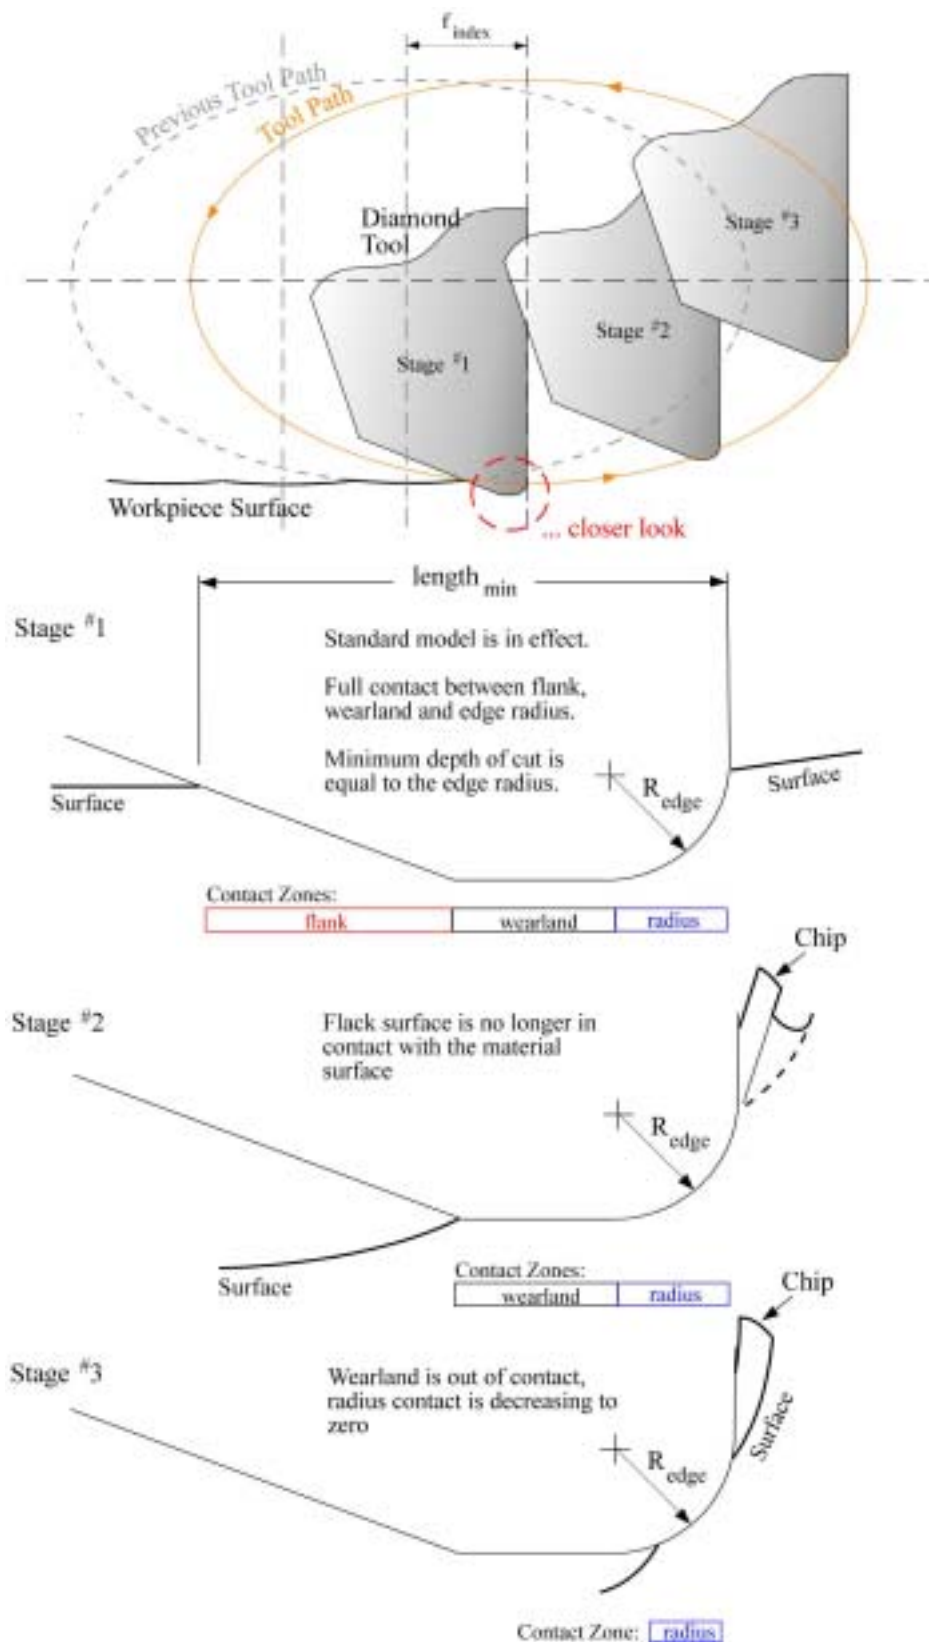 f index
Previous Tool Path
Tool Path
Diamond
Tool
Stage #3
Stage #2
Stage #1
Workpiece Surface
... closer look
length min
Stage #1
Standard model is in effect.
Full contact between flank,
wearland and edge radius.
Minimum depth of cut is
equal to the edge radius.
R edge
Surface
Surface
Contact Zones:
flank wearland radius
Chip
Stage #2
Flack surface is no longer in
contact with the material
surface
R edge
Surface
Contact Zones:
wearland radius
Chip
Stage #3
Wearland is out of contact,
radius contact is decreasing to
zero
Surface
R edge
Contact Zone: radius